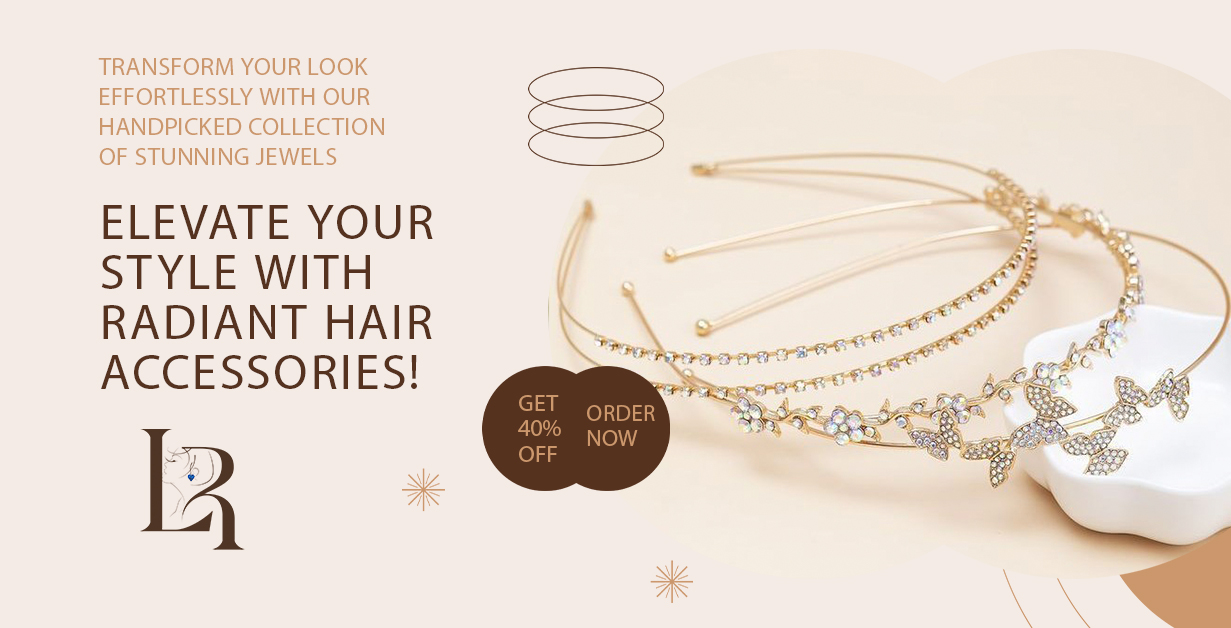 TRANSFORM YOUR LOOK
EFFORTLESSLY WITH OUR
HANDPICKED COLLECTION
OF STUNNING JEWELS
ELEVATE YOUR
STYLE WITH
RADIANT HAIR
ACCESSORIES!
GET
40%
OFF
ORDER
NOW
LR